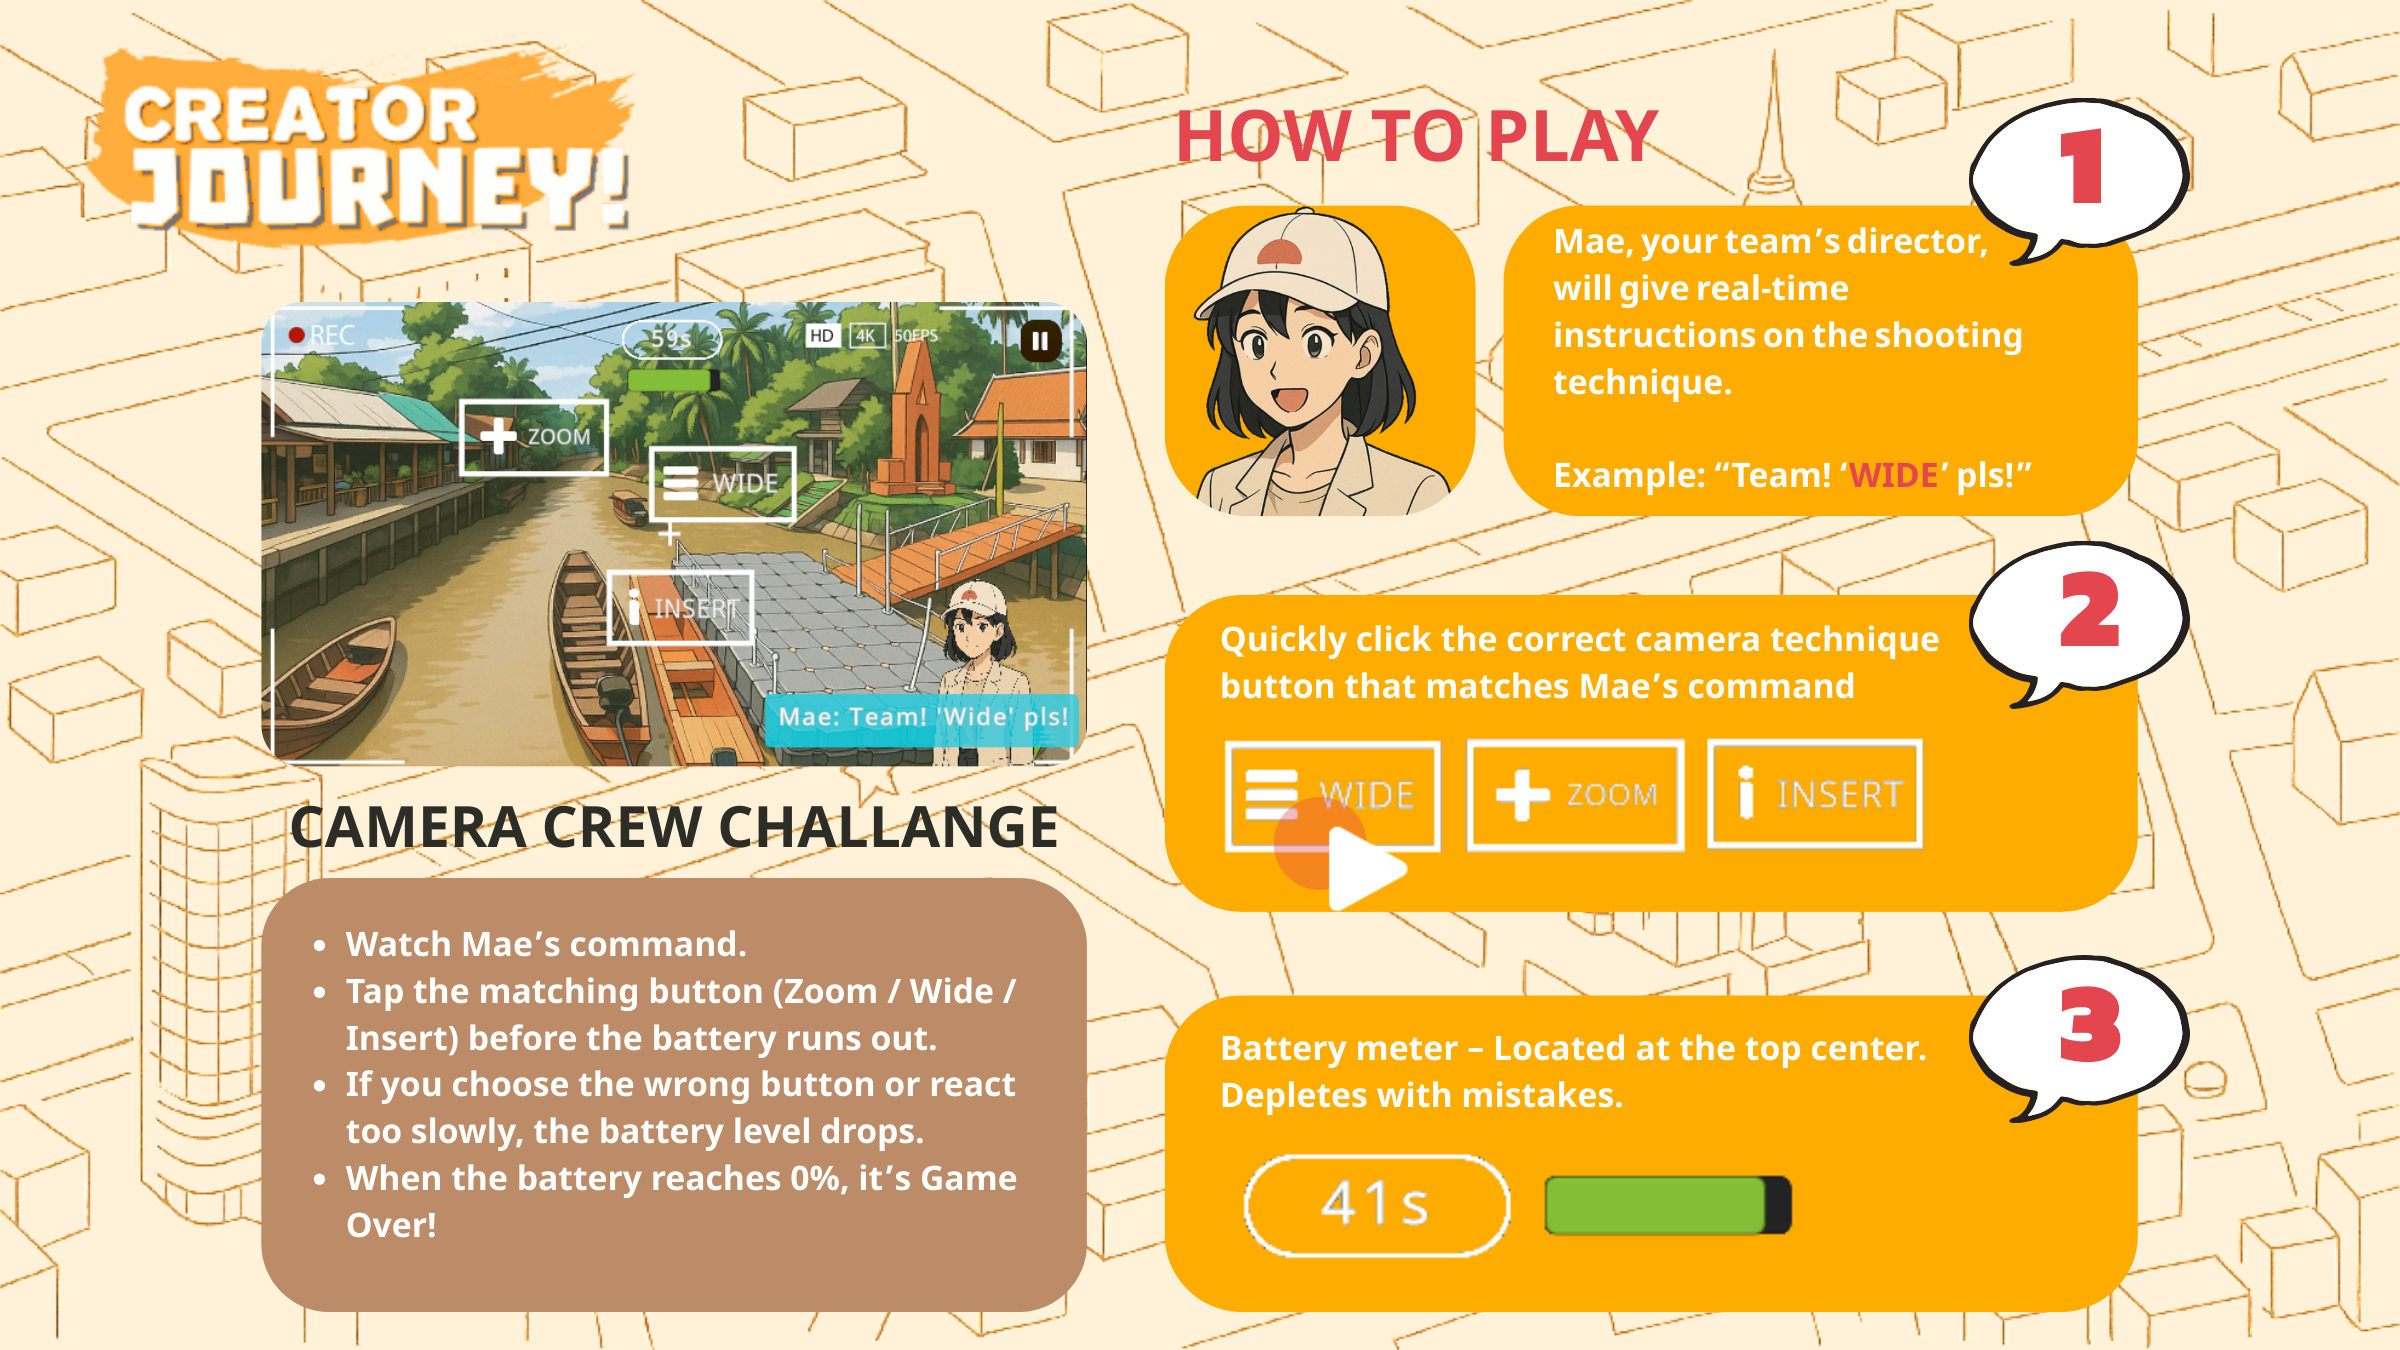 CREATOR
JOURNEY!
REC
59s
HD 4K 50FPS
ZOOM
WIDE
INSERT
Mae: Team! 'Wide' pls!
CAMERA CREW CHALLANGE
• Watch Mae’s command.
• Tap the matching button (Zoom / Wide /
Insert) before the battery runs out.
• If you choose the wrong button or react
too slowly, the battery level drops.
• When the battery reaches 0%, it’s Game
Over!
HOW TO PLAY
1
Mae, your team’s director,
will give real-time
instructions on the shooting
technique.
Example: “Team! ‘WIDE’ pls!”
2
Quickly click the correct camera technique
button that matches Mae’s command
WIDE
ZOOM
INSERT
3
Battery meter – Located at the top center.
Depletes with mistakes.
41s